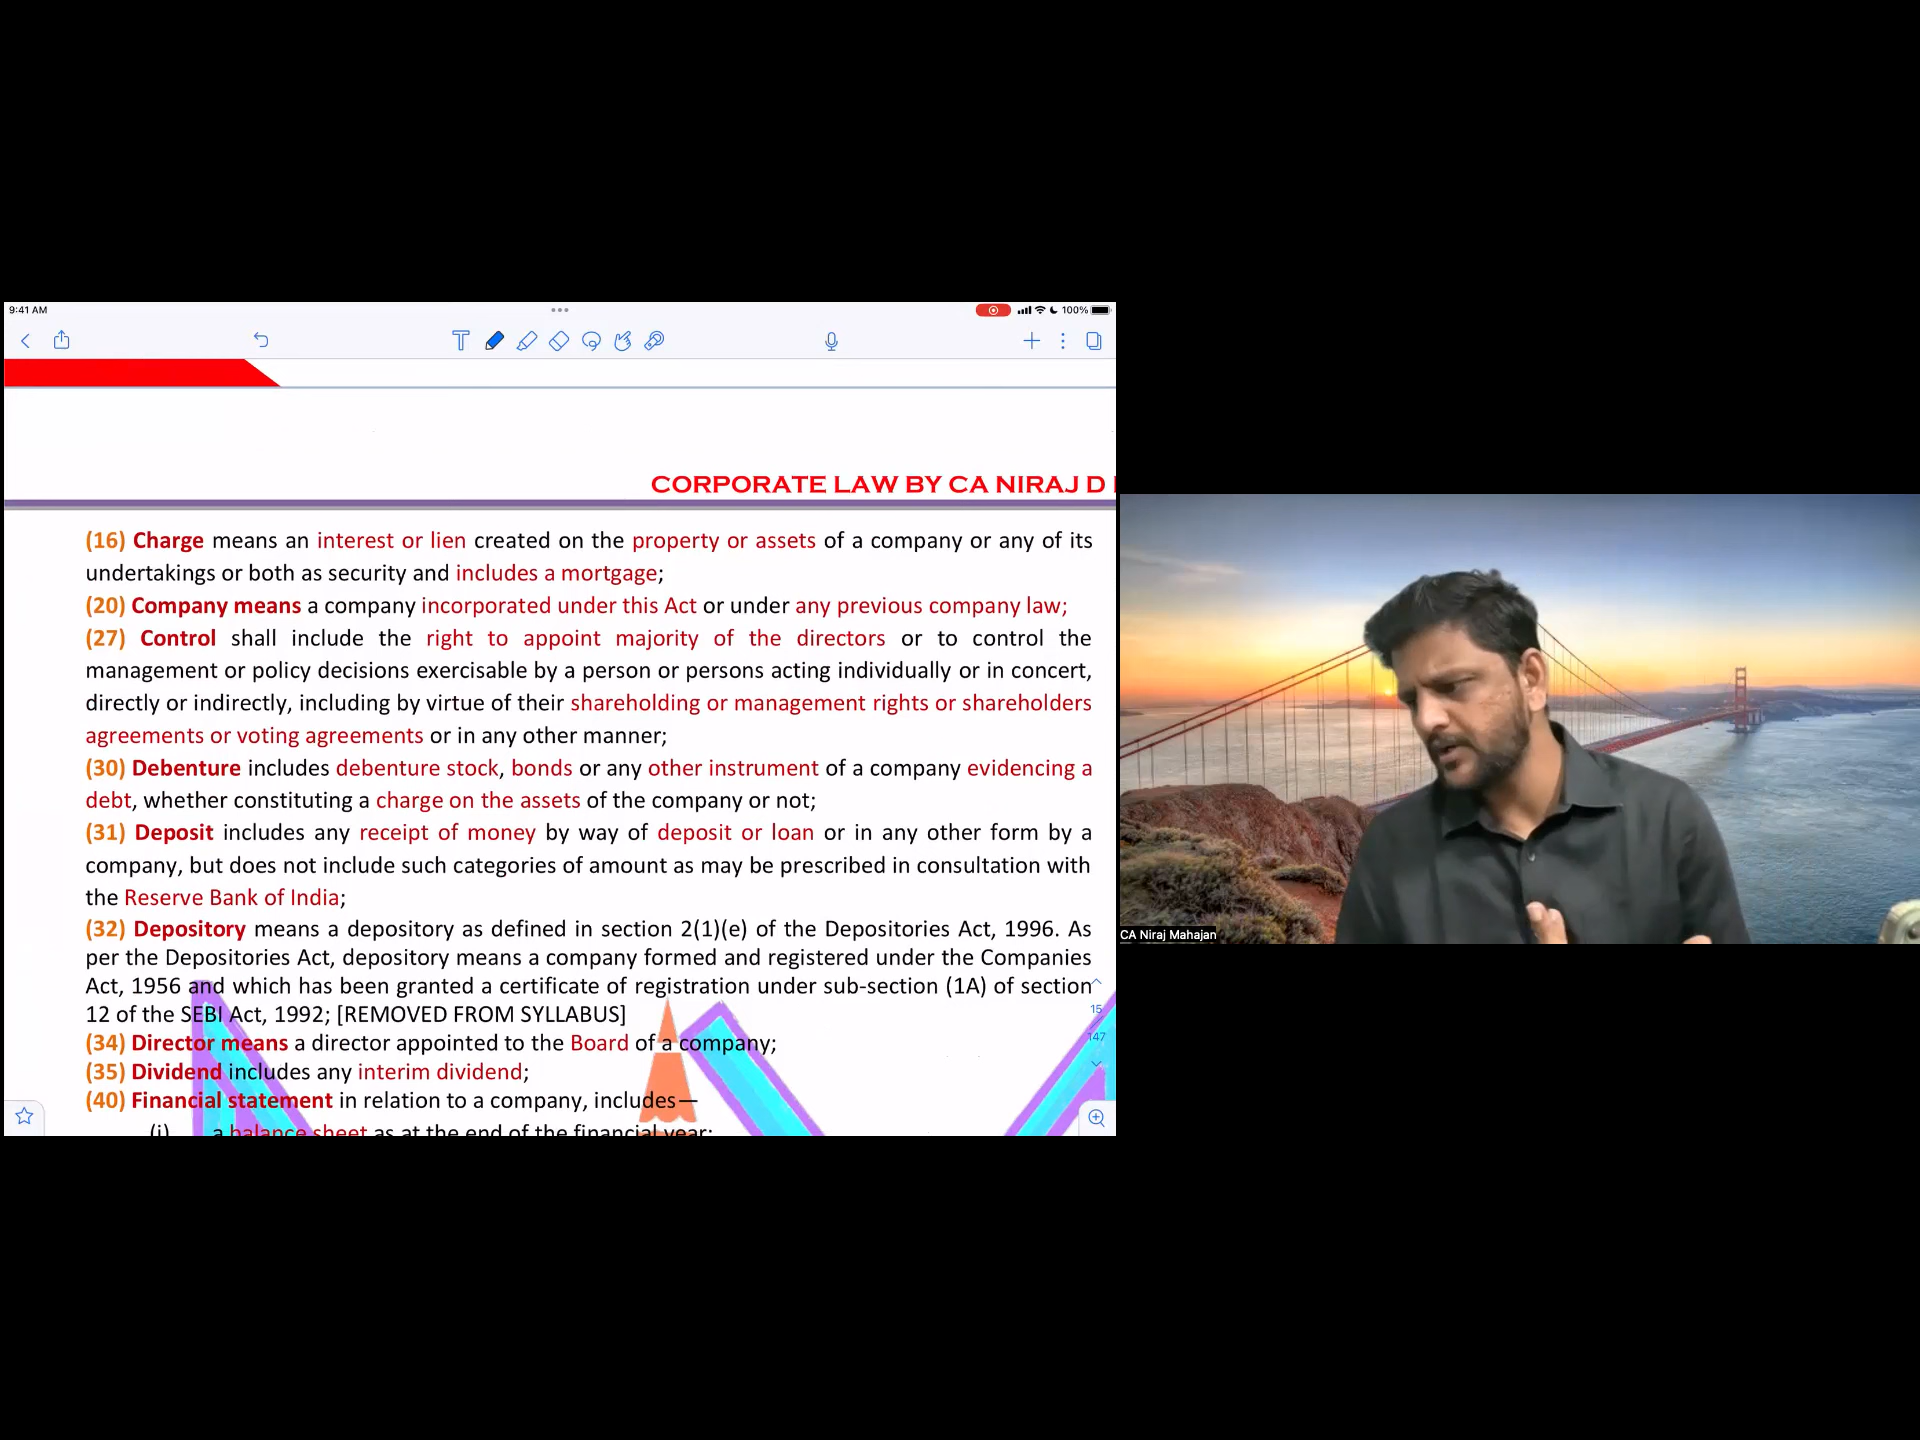 9:41 AM
100%
CORPORATE LAW BY CA NIRAJ D
(16) Charge means an interest or lien created on the property or assets of a company or any of its
undertakings or both as security and includes a mortgage;
(20) Company means a company incorporated under this Act or under any previous company law;
(27) Control shall include the right to appoint majority of the directors or to control the
management or policy decisions exercisable by a person or persons acting individually or in concert,
directly or indirectly, including by virtue of their shareholding or management rights or shareholders
agreements or voting agreements or in any other manner;
(30) Debenture includes debenture stock, bonds or any other instrument of a company evidencing a
debt, whether constituting a charge on the assets of the company or not;
(31) Deposit includes any receipt of money by way of deposit or loan or in any other form by a
company, but does not include such categories of amount as may be prescribed in consultation with
the Reserve Bank of India;
(32) Depository means a depository as defined in section 2(1)(e) of the Depositories Act, 1996. As
per the Depositories Act, depository means a company formed and registered under the Companies
Act, 1956 and which has been granted a certificate of registration under sub-section (1A) of section
12 of the SEBI Act, 1992; [REMOVED FROM SYLLABUS]
(34) Director means a director appointed to the Board of a company;
(35) Dividend includes any interim dividend;
(40) Financial statement in relation to a company, includes—
(i) a balance sheet as at the end of the financial year;
15
147
CA Niraj Mahajan